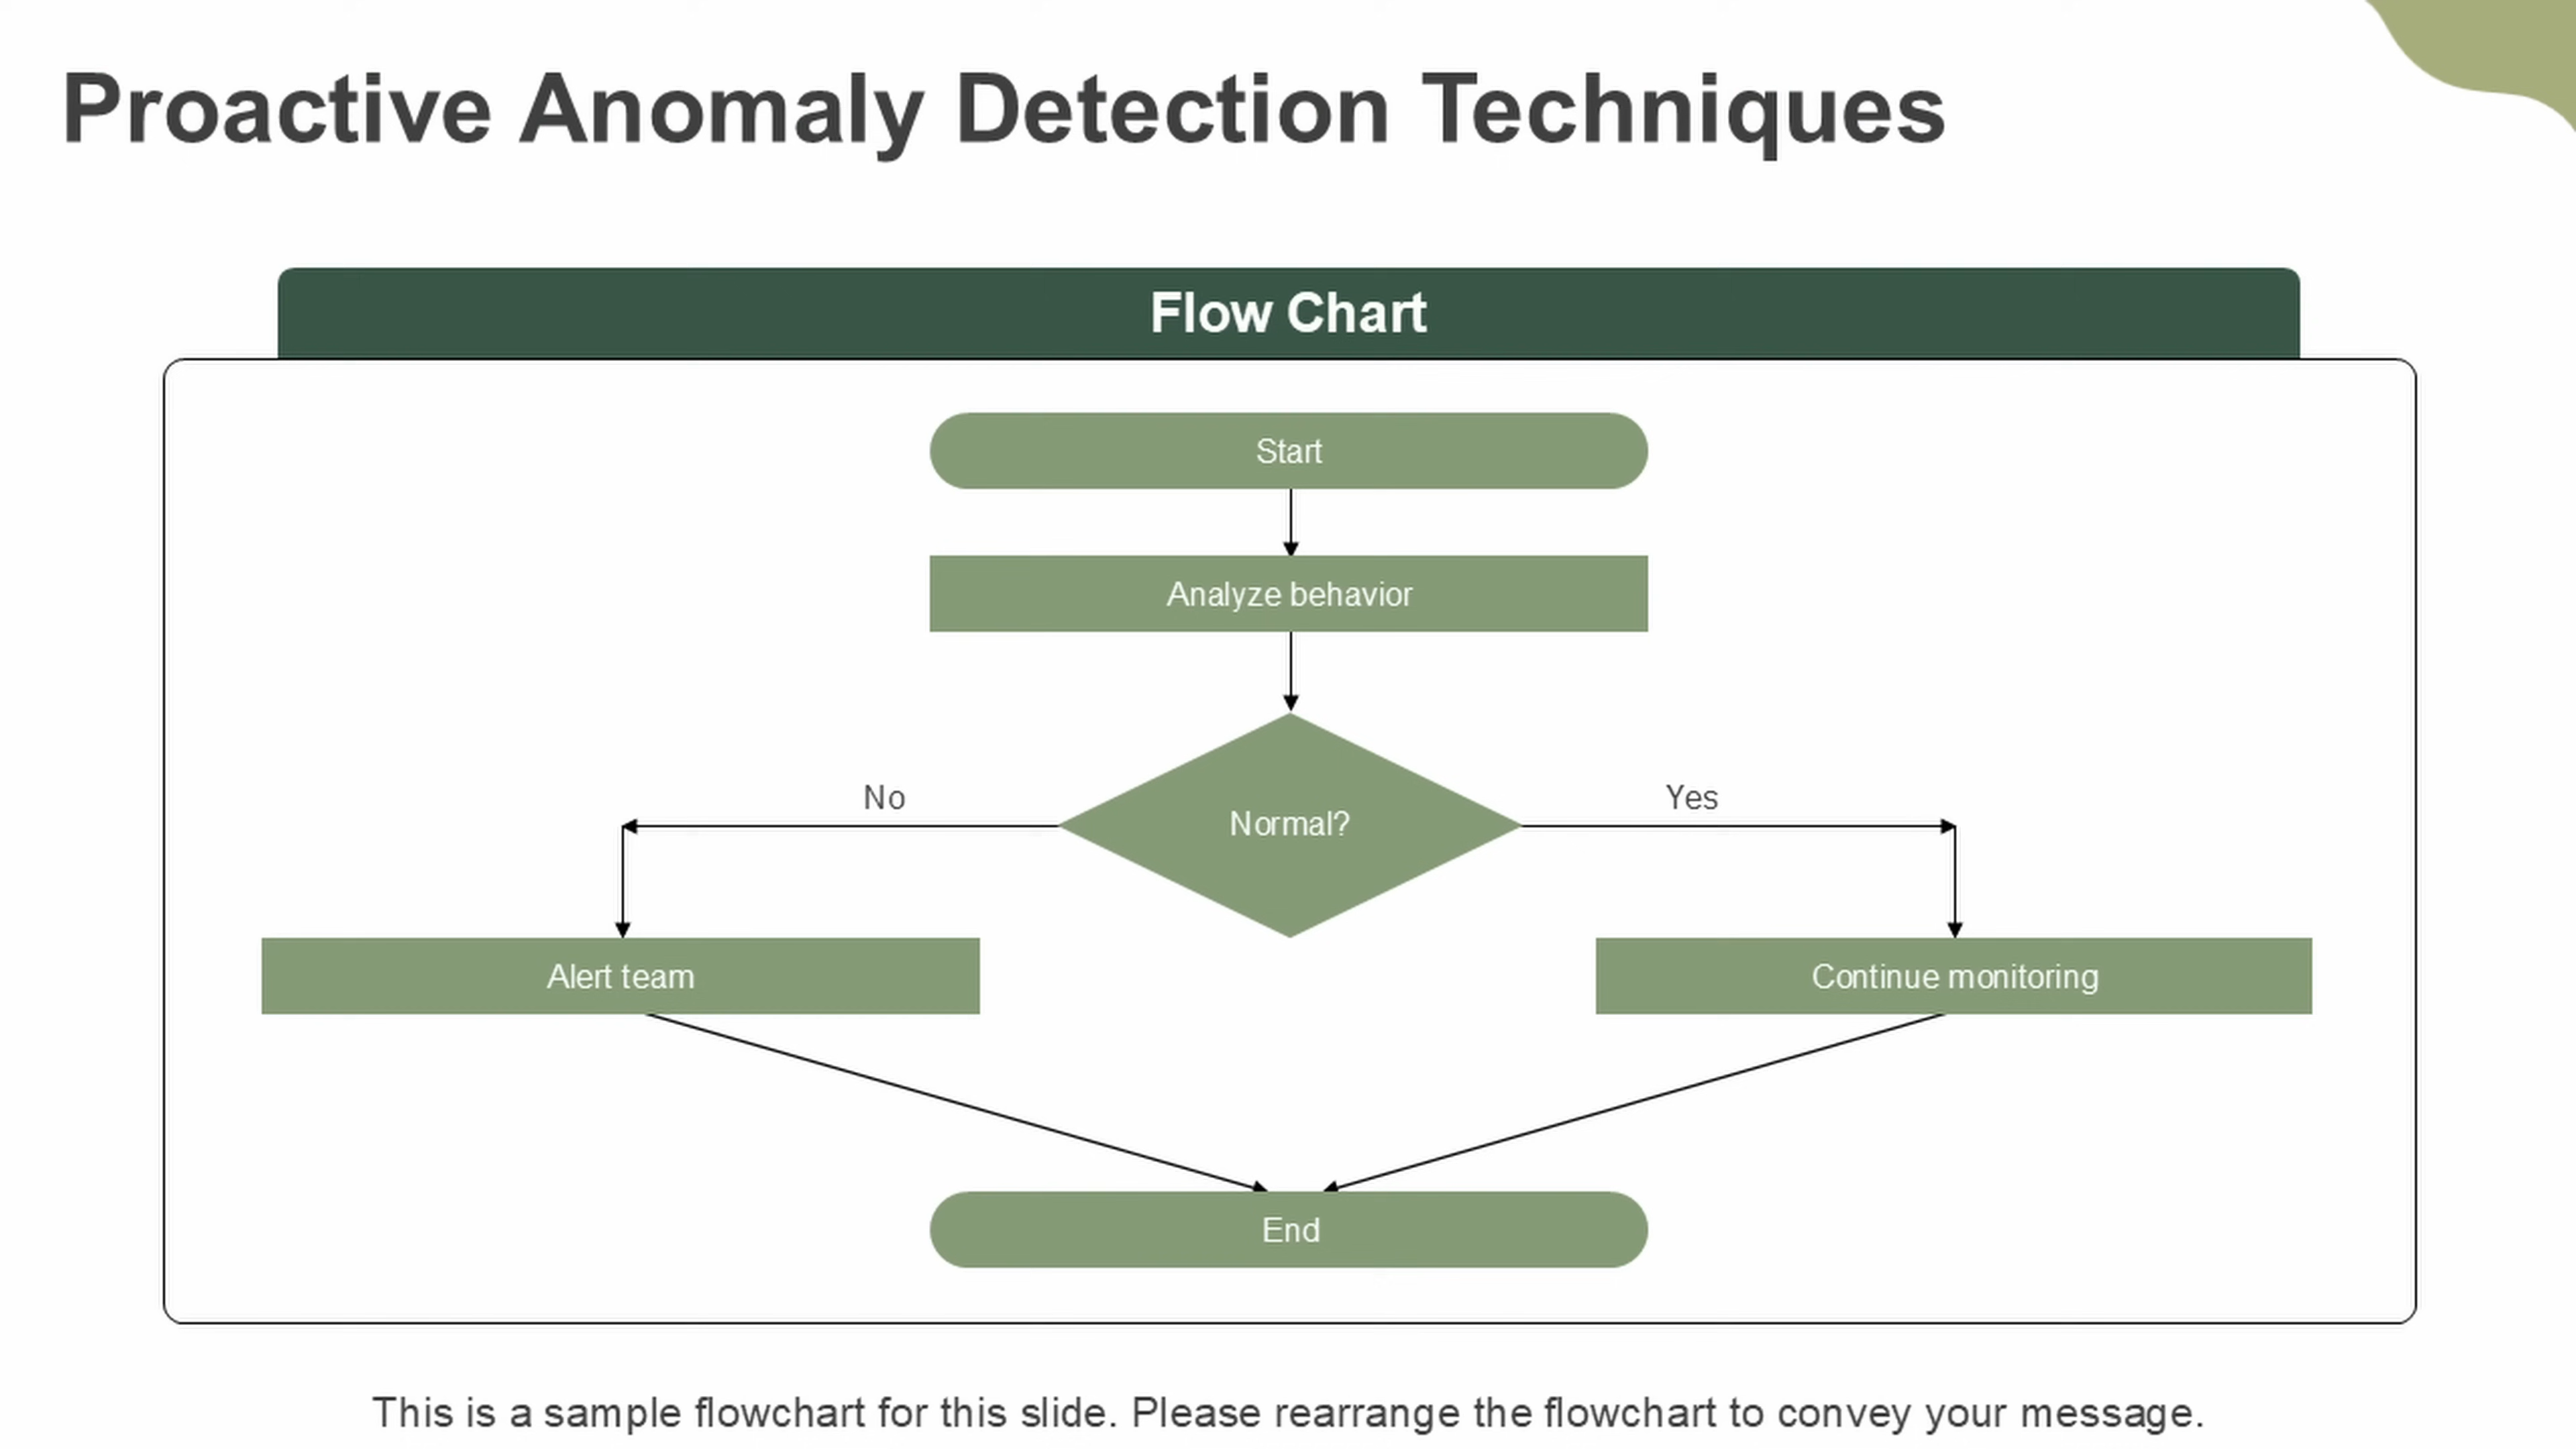 Proactive Anomaly Detection Techniques
Flow Chart
Start
Analyze behavior
Normal?
No
Yes
Alert team
Continue monitoring
End
This is a sample flowchart for this slide. Please rearrange the flowchart to convey your message.